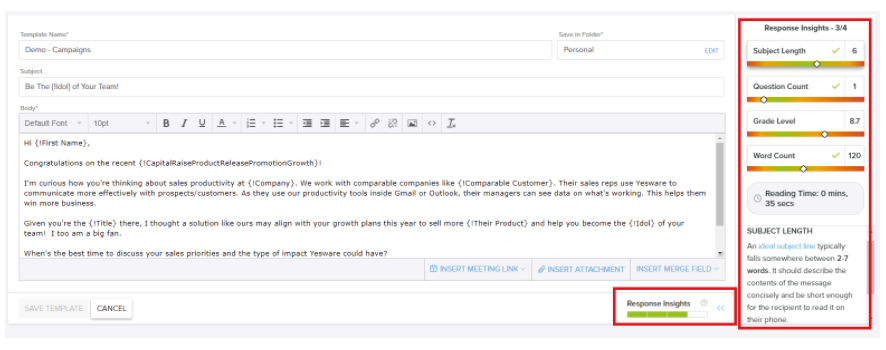 Template Name*
Save in Folder*
Demo - Campaigns
Personal
EDIT
Subject
Be The {!Idol} of Your Team!
Body*
Default Font
10pt
B I U A
Hi {!First Name},
Congratulations on the recent {!CapitalRaiseProductReleasePromotionGrowth}!
I'm curious how you're thinking about sales productivity at {!Company}. We work with comparable companies like {!Comparable Customer}. Their sales reps use Yesware to
communicate more effectively with prospects/customers. As they use our productivity tools inside Gmail or Outlook, their managers can see data on what's working. This helps them
win more business.
Given you're the {!Title} there, I thought a solution like ours may align with your growth plans this year to sell more {!Their Product} and help you become the {!Idol} of your
team! I too am a big fan.
When's the best time to discuss your sales priorities and the type of impact Yesware could have?
INSERT MEETING LINK
INSERT ATTACHMENT
INSERT MERGE FIELD
SAVE TEMPLATE
CANCEL
Response Insights
Response Insights - 3/4
Subject Length 6
Question Count 1
Grade Level 8.7
Word Count 120
Reading Time: 0 mins,
35 secs
SUBJECT LENGTH
An ideal subject line typically
falls somewhere between 2-7
words. It should describe the
contents of the message
concisely and be short enough
for the recipient to read it on
their phone.